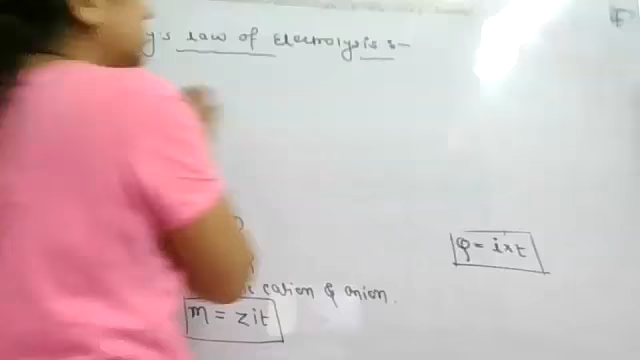 y's law of Electrolysis :-
Q = i×t
cation & anion.
m = zit